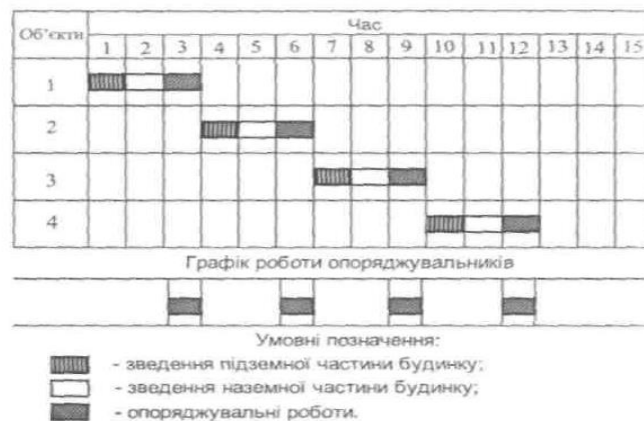 Об’єкти Час
1 2 3 4 5 6 7 8 9 10 11 12 13 14 15
1
2
3
4
Графік роботи опоряджувальників
Умовні позначення:
- зведення підземної частини будинку;
- зведення наземної частини будинку;
- опоряджувальні роботи.